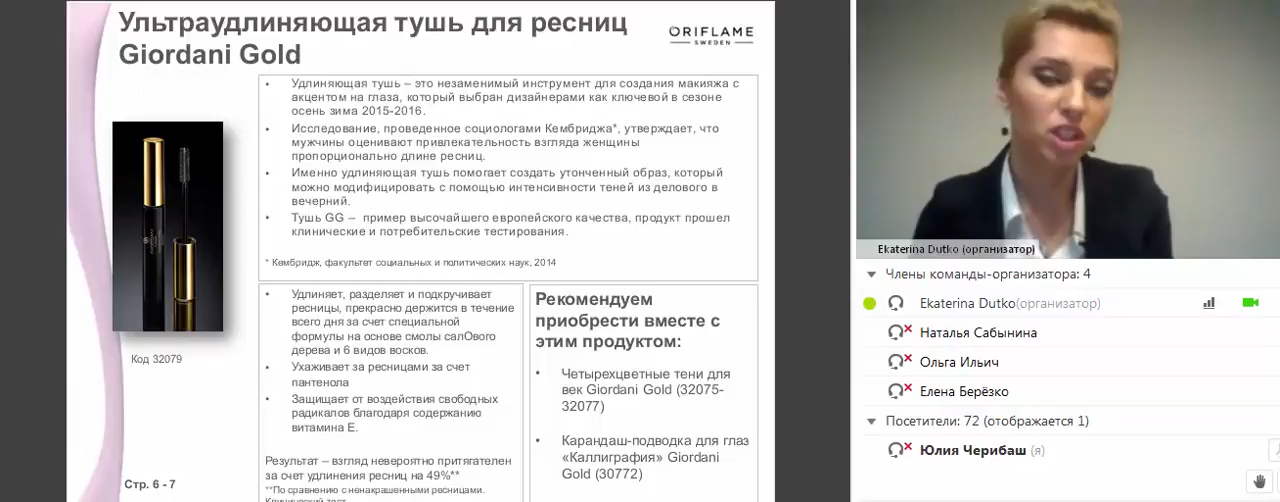 Ультраудлиняющая тушь для ресниц
Giordani Gold
ORIFLAME
SWEDEN
• Удлиняющая тушь – это незаменимый инструмент для создания макияжа с
акцентом на глаза, который выбран дизайнерами как ключевой в сезоне
осень зима 2015-2016.
• Исследование, проведенное социологами Кембриджа*, утверждает, что
мужчины оценивают привлекательность взгляда женщины
пропорционально длине ресниц.
• Именно удлиняющая тушь помогает создать утонченный образ, который
можно модифицировать с помощью интенсивности теней из делового в
вечерний.
• Тушь GG – пример высочайшего европейского качества, продукт прошел
клинические и потребительские тестирования.
* Кембридж, факультет социальных и политических наук, 2014
Код 32079
• Удлиняет, разделяет и подкручивает
ресницы, прекрасно держится в течение
всего дня за счет специальной
формулы на основе смолы салОвого
дерева и 6 видов восков.
• Ухаживает за ресницами за счет
пантенола
• Защищает от воздействия свободных
радикалов благодаря содержанию
витамина Е.
Результат – взгляд невероятно притягателен
за счет удлинения ресниц на 49%**
**По сравнению с ненакрашенными ресницами.
Клинический тест
Рекомендуем
приобрести вместе с
этим продуктом:
• Четырехцветные тени для
век Giordani Gold (32075-
32077)
• Карандаш-подводка для глаз
«Каллиграфия» Giordani
Gold (30772)
Стр. 6 - 7
Ekaterina Dutko (организатор)
Члены команды-организатора: 4
Ekaterina Dutko(организатор)
Наталья Сабынина
Ольга Ильич
Елена Берёзко
Посетители: 72 (отображается 1)
Юлия Черибаш (я)